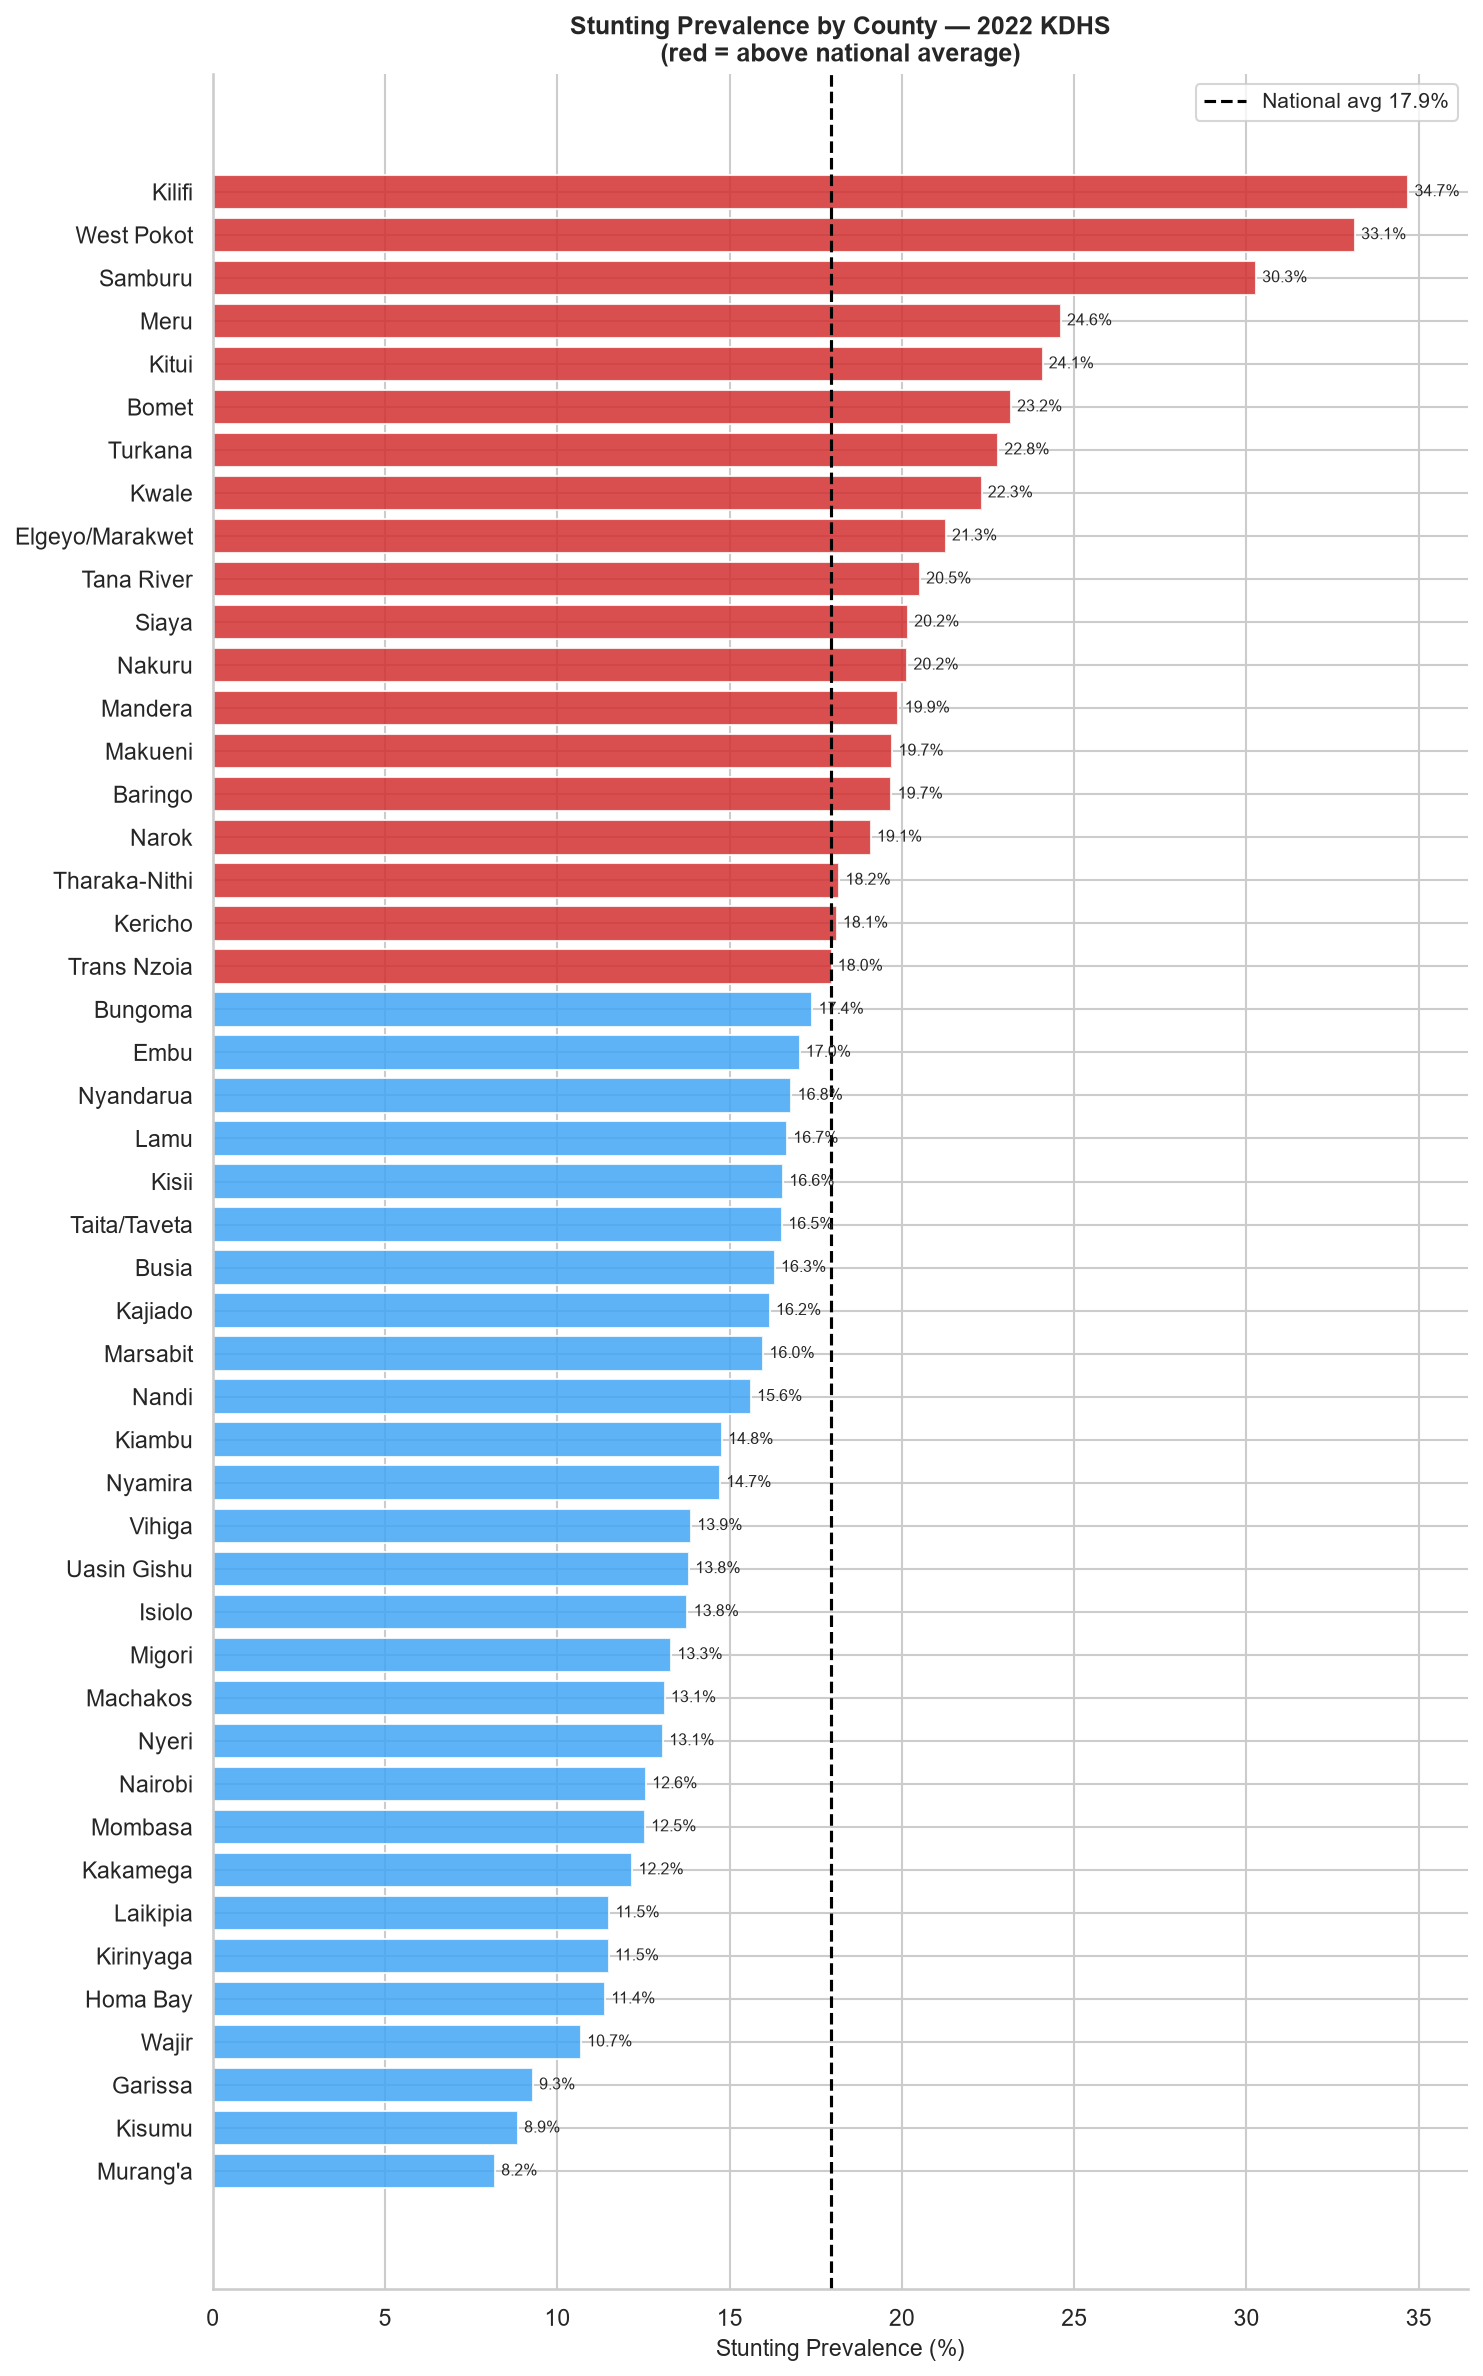 Stunting Prevalence by County — 2022 KDHS
(red = above national average)
National avg 17.9%
Kilifi 34.7%
West Pokot 33.1%
Samburu 30.3%
Meru 24.6%
Kitui 24.1%
Bomet 23.2%
Turkana 22.8%
Kwale 22.3%
Elgeyo/Marakwet 21.3%
Tana River 20.5%
Siaya 20.2%
Nakuru 20.2%
Mandera 19.9%
Makueni 19.7%
Baringo 19.7%
Narok 19.1%
Tharaka-Nithi 18.2%
Kericho 18.1%
Trans Nzoia 18.0%
Bungoma 17.4%
Embu 17.0%
Nyandarua 16.8%
Lamu 16.7%
Kisii 16.6%
Taita/Taveta 16.5%
Busia 16.3%
Kajiado 16.2%
Marsabit 16.0%
Nandi 15.6%
Kiambu 14.8%
Nyamira 14.7%
Vihiga 13.9%
Uasin Gishu 13.8%
Isiolo 13.8%
Migori 13.3%
Machakos 13.1%
Nyeri 13.1%
Nairobi 12.6%
Mombasa 12.5%
Kakamega 12.2%
Laikipia 11.5%
Kirinyaga 11.5%
Homa Bay 11.4%
Wajir 10.7%
Garissa 9.3%
Kisumu 8.9%
Murang'a 8.2%
0 5 10 15 20 25 30 35
Stunting Prevalence (%)